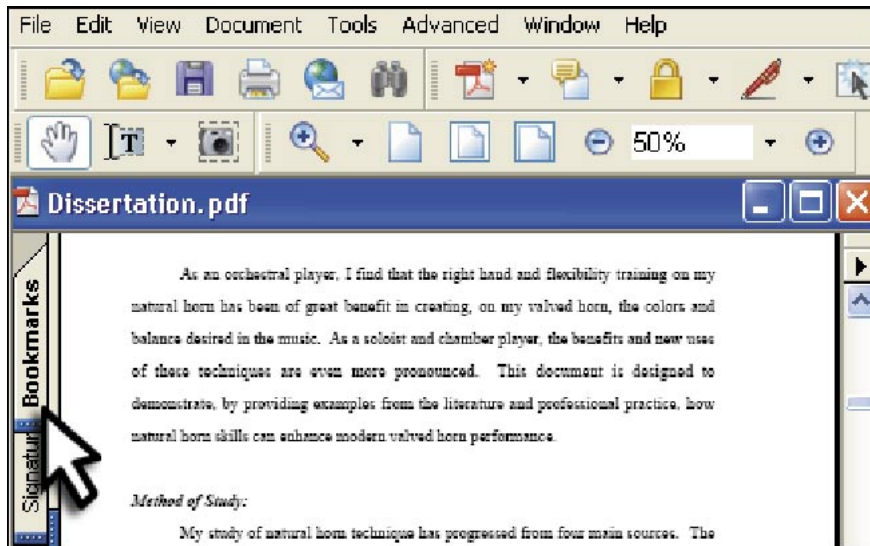 File Edit View Document Tools Advanced Window Help
T
50%
Dissertation.pdf
Bookmarks
As an orchestral player, I find that the right hand and flexibility training on my
natural horn has been of great benefit in creating, on my valved horn, the colors and
balance desired in the music. As a soloist and chamber player, the benefits and new uses
of these techniques are even more pronounced. This document is designed to
demonstrate, by providing examples from the literature and professional practice, how
natural horn skills can enhance modern valved horn performance.
Signatur
Method of Study:
My study of natural horn technique has progressed from four main sources. The